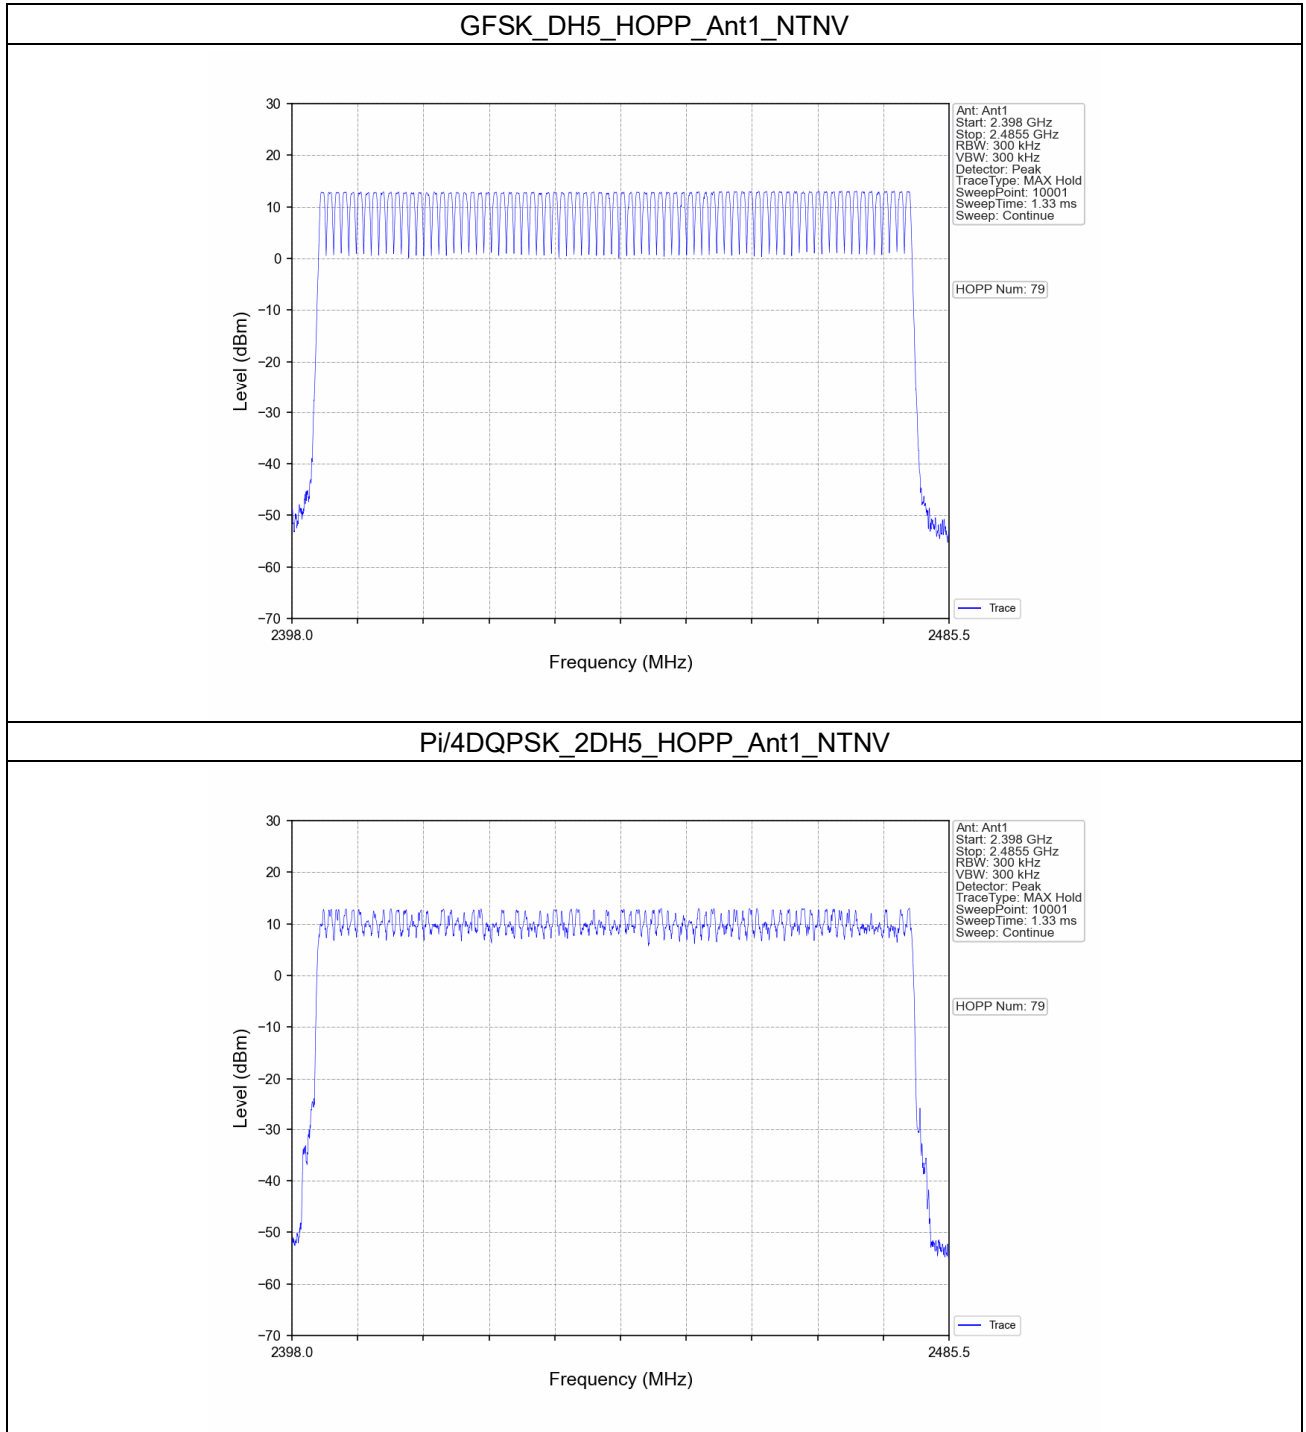 GFSK_DH5_HOPP_Ant1_NTNV
30
20
10
0
−10
−20
−30
−40
−50
−60
−70
Level (dBm)
2398.0
2485.5
Frequency (MHz)
Ant: Ant1
Start: 2.398 GHz
Stop: 2.4855 GHz
RBW: 300 kHz
VBW: 300 kHz
Detector: Peak
TraceType: MAX Hold
SweepPoint: 10001
SweepTime: 1.33 ms
Sweep: Continue
HOPP Num: 79
Trace
Pi/4DQPSK_2DH5_HOPP_Ant1_NTNV
30
20
10
0
−10
−20
−30
−40
−50
−60
−70
Level (dBm)
2398.0
2485.5
Frequency (MHz)
Ant: Ant1
Start: 2.398 GHz
Stop: 2.4855 GHz
RBW: 300 kHz
VBW: 300 kHz
Detector: Peak
TraceType: MAX Hold
SweepPoint: 10001
SweepTime: 1.33 ms
Sweep: Continue
HOPP Num: 79
Trace